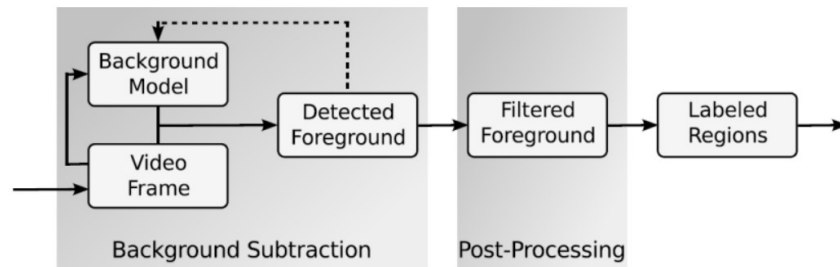 Background
Model
Video
Frame
Detected
Foreground
Filtered
Foreground
Labeled
Regions
Background Subtraction
Post-Processing